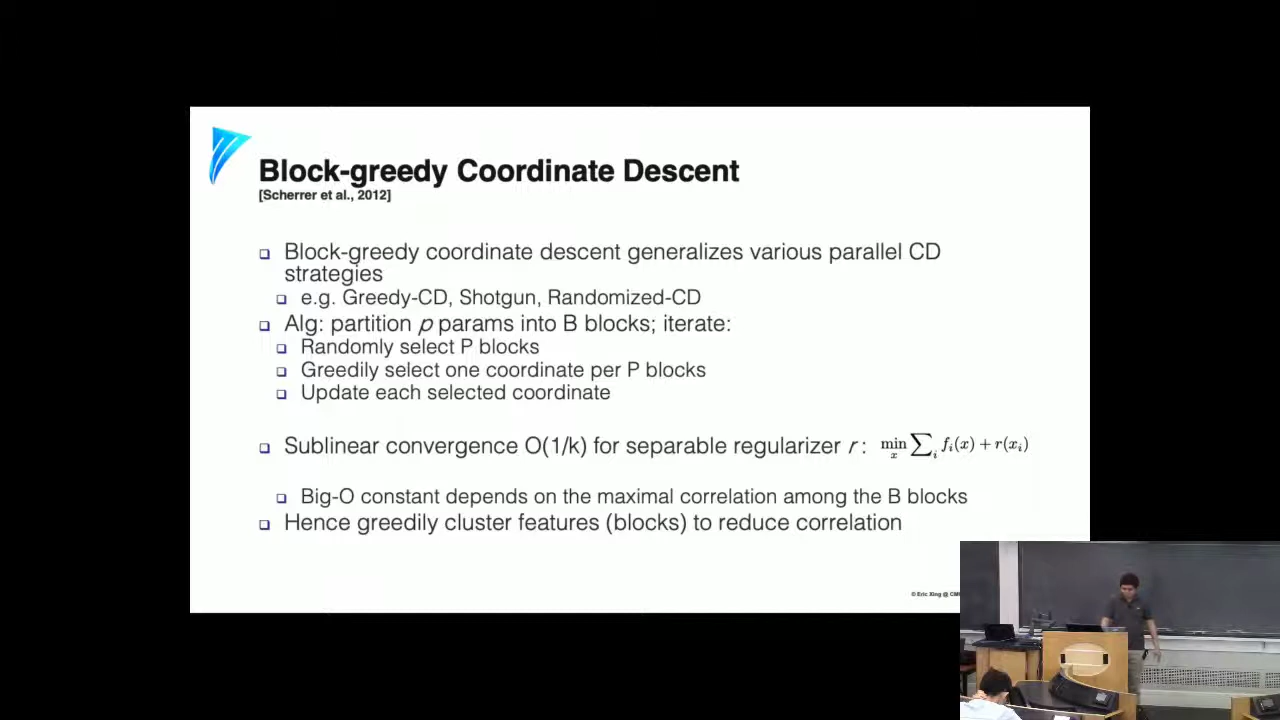 Block-greedy Coordinate Descent
[Scherrer et al., 2012]
Block-greedy coordinate descent generalizes various parallel CD
strategies
e.g. Greedy-CD, Shotgun, Randomized-CD
Alg: partition p params into B blocks; iterate:
Randomly select P blocks
Greedily select one coordinate per P blocks
Update each selected coordinate
Sublinear convergence O(1/k) for separable regularizer r : min_x ∑_i f_i(x) + r(x_i)
Big-O constant depends on the maximal correlation among the B blocks
Hence greedily cluster features (blocks) to reduce correlation
© Eric Xing @ CM